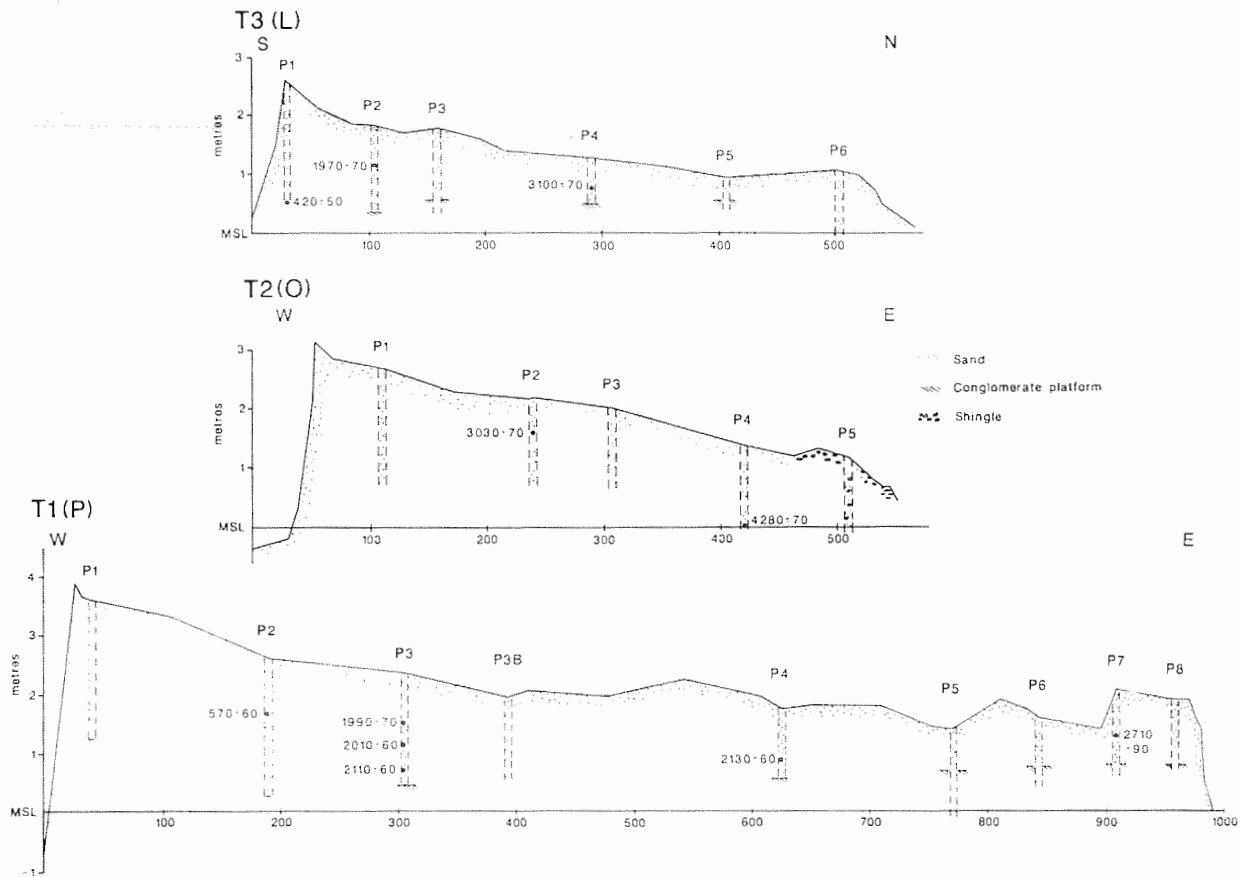 T3 (L)
S
N
3
2
1
MSL
metres
P1
P2
P3
P4
P5
P6
1970±70
3100±70
420±50
100
200
300
400
500
T2(O)
W
E
3
2
1
MSL
metres
P1
P2
P3
P4
P5
3030±70
4280±70
100
200
300
400
500
Sand
Conglomerate platform
Shingle
T1(P)
W
E
4
3
2
1
MSL
-1
metres
P1
P2
P3
P3B
P4
P5
P6
P7
P8
570±60
1990±70
2010±60
2110±60
2130±60
2710
±90
100
200
300
400
500
600
700
800
900
1000